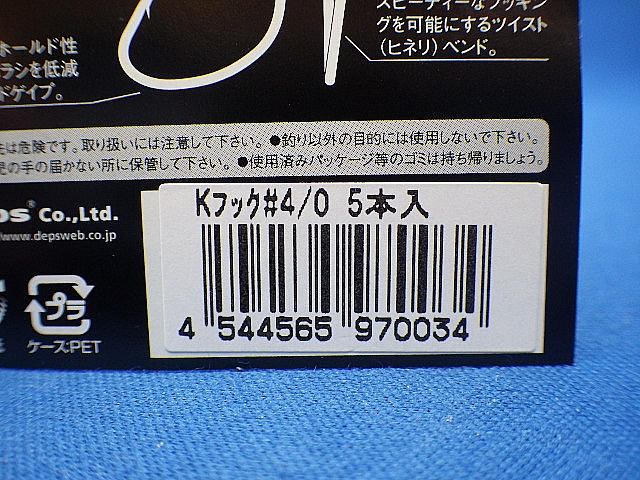 スピーディーなフッキン
グを可能にするツイスト
(ヒネリ)ベンド。
ホールド性
ラシを低減
ドゲイプ。
は危険です。取り扱いには注意して下さい。●釣り以外の目的には使用しないで下さい。
の手の届かない所に保管して下さい。●使用済みパッケージ等のゴミは持ち帰りましょう。
ps® Co.,Ltd.
www.depsweb.co.jp
プラ
ケース:PET
Kフック#4/0 5本入
4 544565 970034